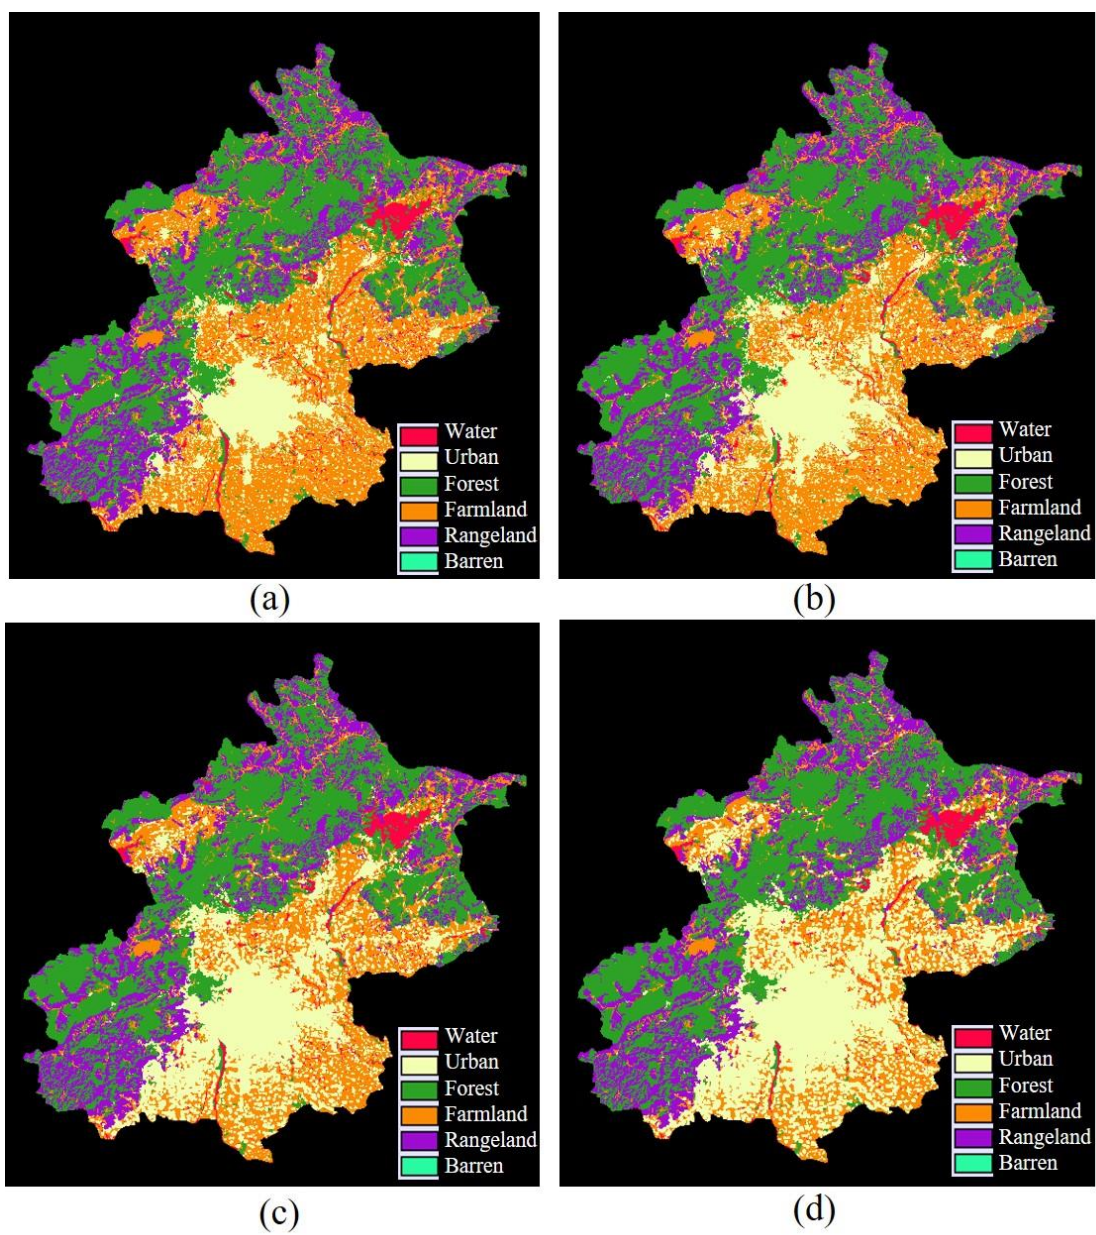 Water
Urban
Forest
Farmland
Rangeland
Barren
(a)
Water
Urban
Forest
Farmland
Rangeland
Barren
(b)
Water
Urban
Forest
Farmland
Rangeland
Barren
(c)
Water
Urban
Forest
Farmland
Rangeland
Barren
(d)